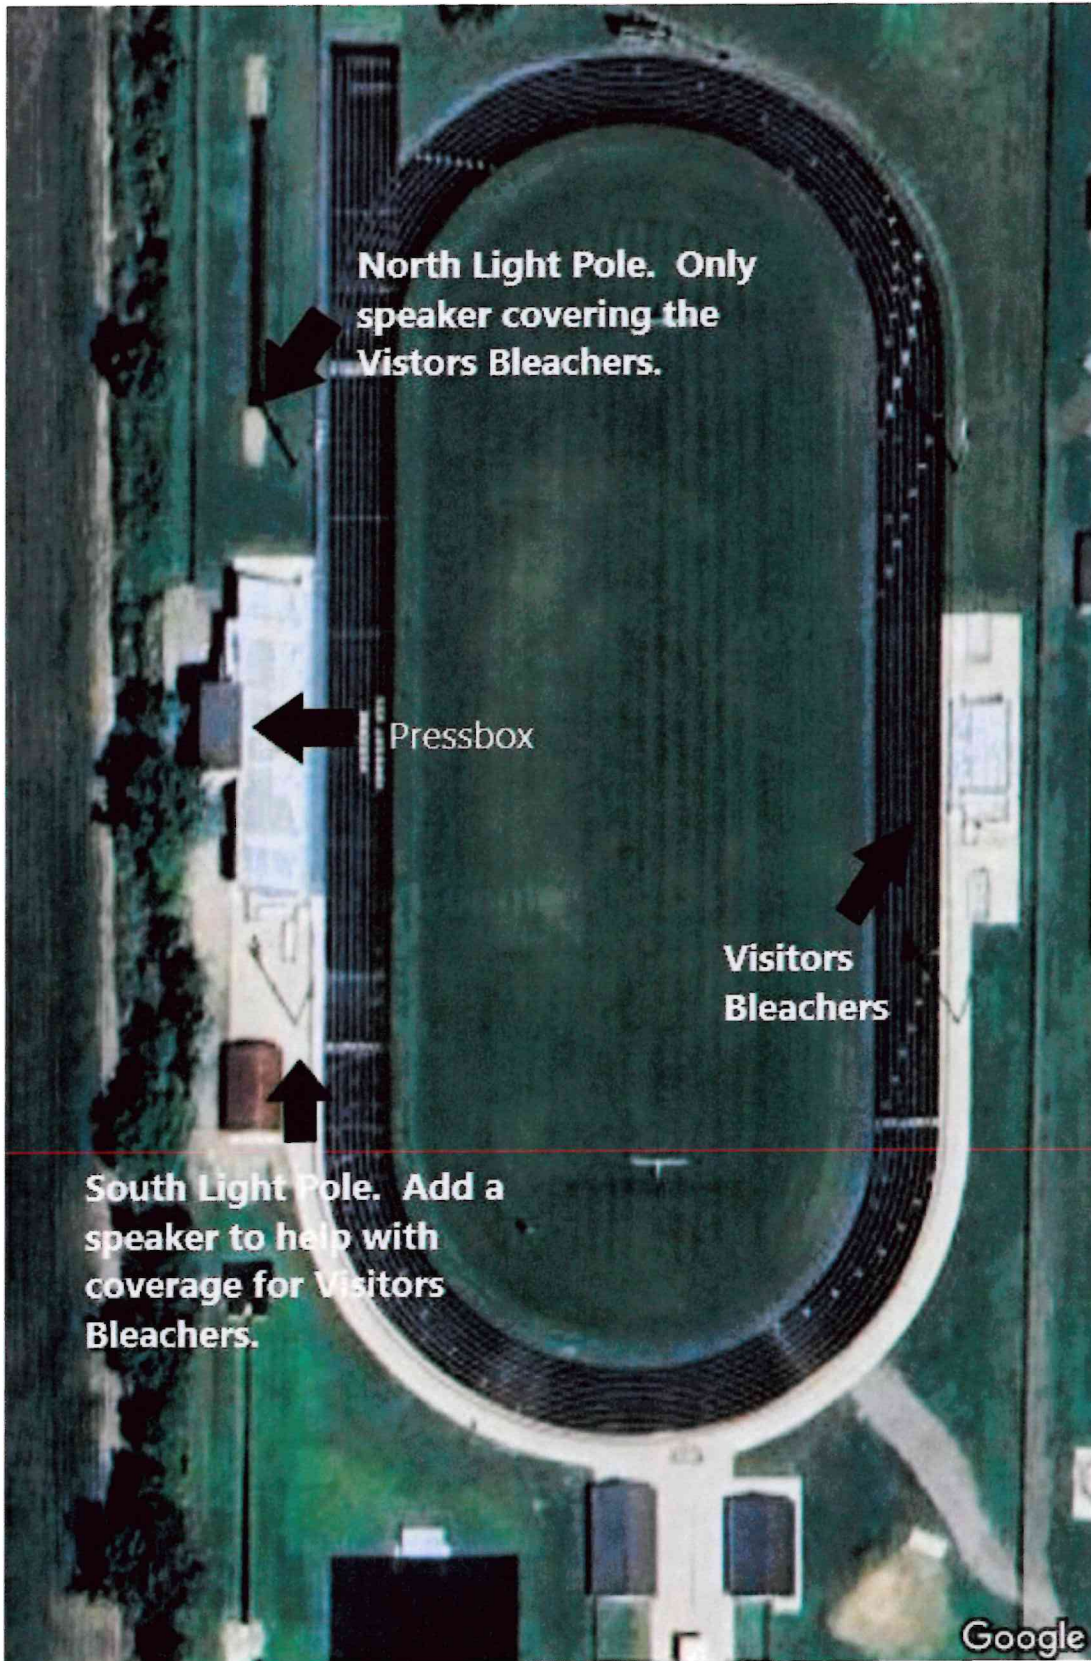 North Light Pole.  Only
speaker covering the
Vistors Bleachers.
Pressbox
Visitors
Bleachers
South Light Pole.  Add a
speaker to help with
coverage for Visitors
Bleachers.
Google